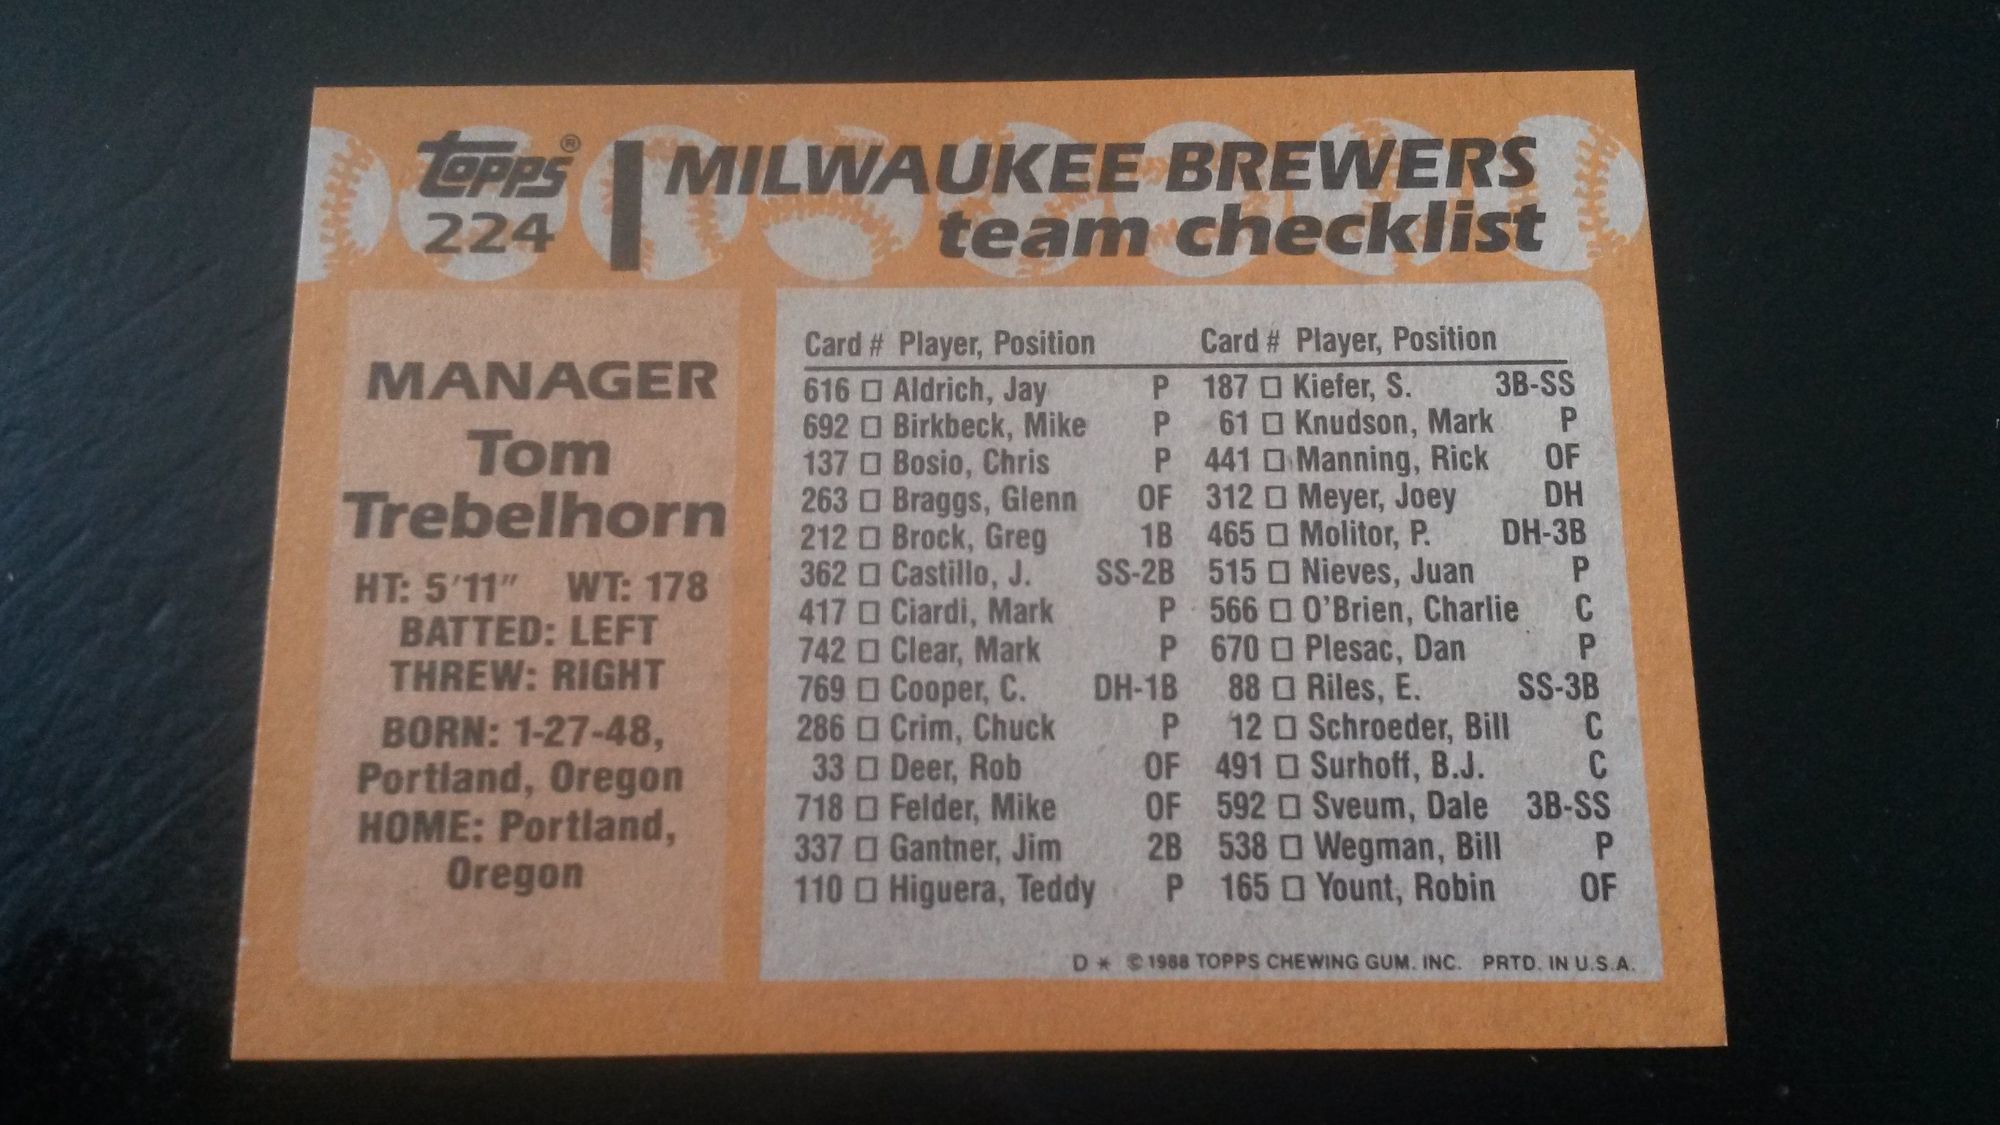 topps®
224
MILWAUKEE BREWERS
team checklist
MANAGER
Tom
Trebelhorn
HT: 5'11" WT: 178
BATTED: LEFT
THREW: RIGHT
BORN: 1-27-48,
Portland, Oregon
HOME: Portland,
Oregon
Card # Player, Position
616 □ Aldrich, Jay P
692 □ Birkbeck, Mike P
137 □ Bosio, Chris P
263 □ Braggs, Glenn OF
212 □ Brock, Greg 1B
362 □ Castillo, J. SS-2B
417 □ Ciardi, Mark P
742 □ Clear, Mark P
769 □ Cooper, C. DH-1B
286 □ Crim, Chuck P
33 □ Deer, Rob OF
718 □ Felder, Mike OF
337 □ Gantner, Jim 2B
110 □ Higuera, Teddy P
Card # Player, Position
187 □ Kiefer, S. 3B-SS
61 □ Knudson, Mark P
441 □ Manning, Rick OF
312 □ Meyer, Joey DH
465 □ Molitor, P. DH-3B
515 □ Nieves, Juan P
566 □ O'Brien, Charlie C
670 □ Plesac, Dan P
88 □ Riles, E. SS-3B
12 □ Schroeder, Bill C
491 □ Surhoff, B.J. C
592 □ Sveum, Dale 3B-SS
538 □ Wegman, Bill P
165 □ Yount, Robin OF
D * © 1988 TOPPS CHEWING GUM. INC. PRTD. IN U.S.A.